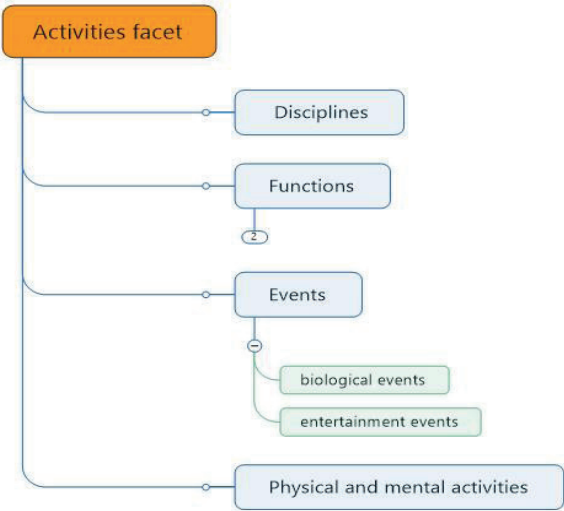 Activities facet
Disciplines
Functions
2
Events
biological events
entertainment events
Physical and mental activities